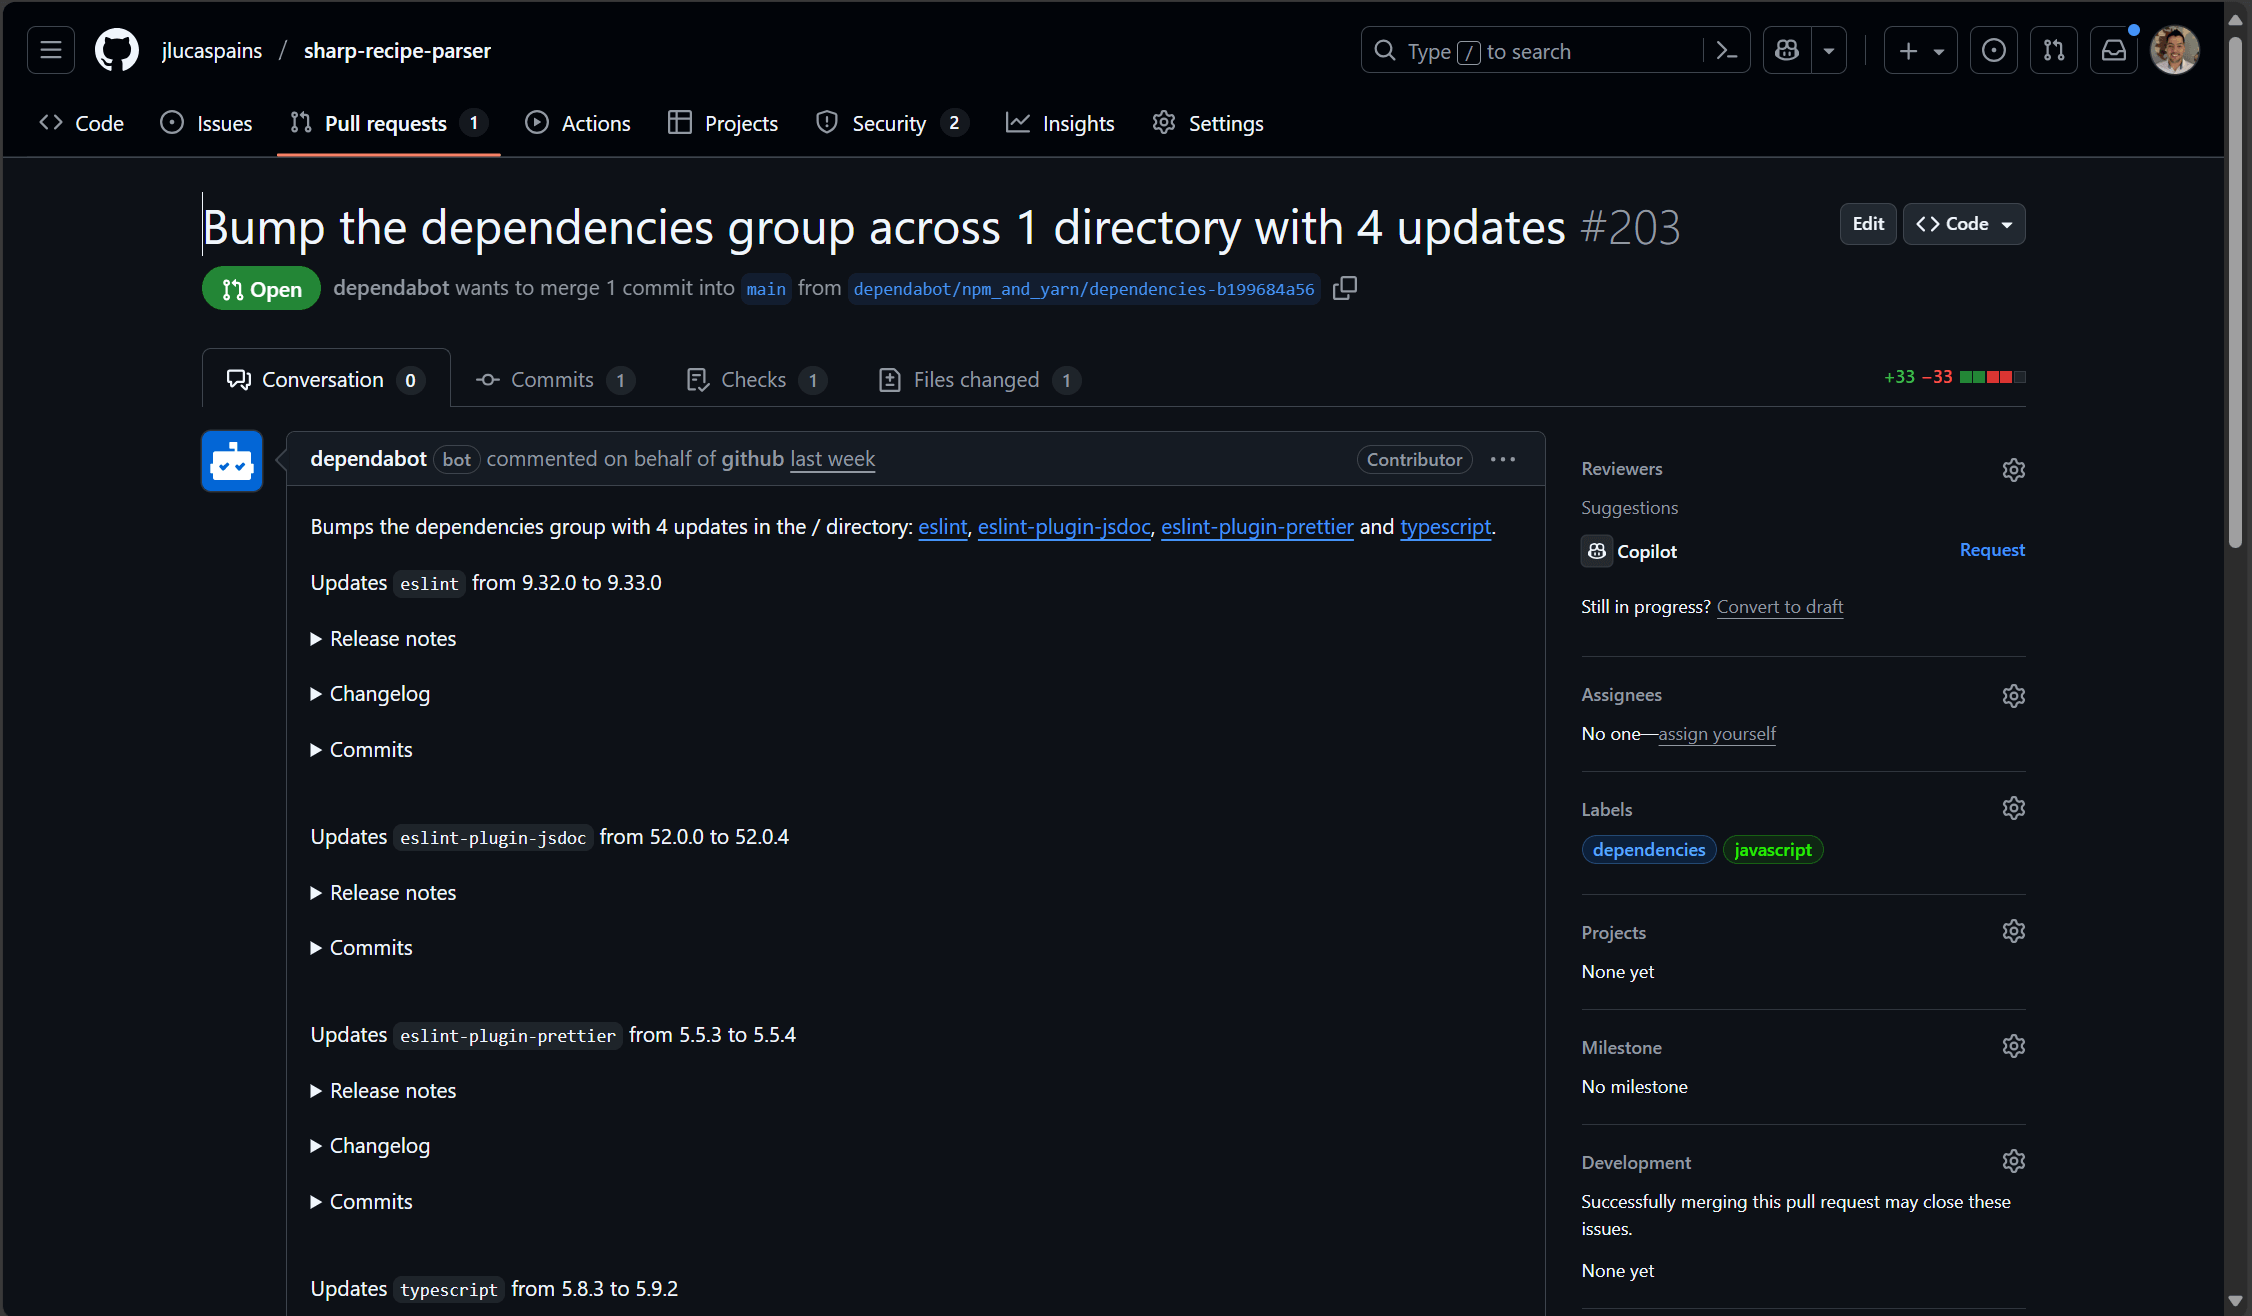 jlucaspains / sharp-recipe-parser
Type / to search
Code
Issues
Pull requests 1
Actions
Projects
Security 2
Insights
Settings
Bump the dependencies group across 1 directory with 4 updates #203
Edit
Code
Open
dependabot wants to merge 1 commit into main from dependabot/npm_and_yarn/dependencies-b199684a56
Conversation 0
Commits 1
Checks 1
Files changed 1
+33 −33
dependabot bot commented on behalf of github last week
Contributor
Bumps the dependencies group with 4 updates in the / directory: eslint, eslint-plugin-jsdoc, eslint-plugin-prettier and typescript.
Updates eslint from 9.32.0 to 9.33.0
Release notes
Changelog
Commits
Updates eslint-plugin-jsdoc from 52.0.0 to 52.0.4
Release notes
Commits
Updates eslint-plugin-prettier from 5.5.3 to 5.5.4
Release notes
Changelog
Commits
Updates typescript from 5.8.3 to 5.9.2
Reviewers
Suggestions
Copilot
Request
Still in progress? Convert to draft
Assignees
No one—assign yourself
Labels
dependencies
javascript
Projects
None yet
Milestone
No milestone
Development
Successfully merging this pull request may close these
issues.
None yet